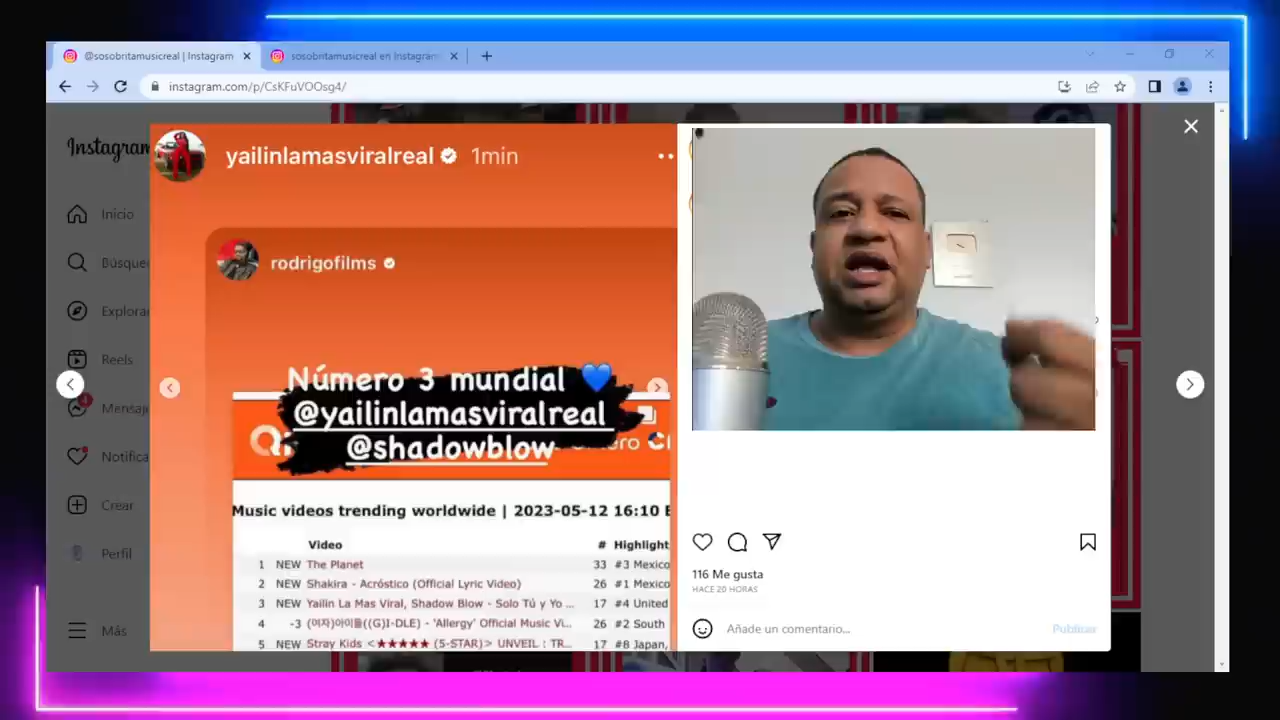 @sosobritamusicreal | Instagram
sosobritamusicreal en Instagram
instagram.com/p/CsKFuVOOsg4/
Instagram
Inicio
Búsque
Explora
Reels
Mensaj
Notifica
Crear
Perfil
Más
yailinlamasviralreal 1min
rodrigofilms
Número 3 mundial 💙
@yailinlamasviralreal
@shadowblow
Music videos trending worldwide | 2023-05-12 16:10 E
Video # Highlight
1 NEW The Planet 33 #3 Mexico
2 NEW Shakira - Acróstico (Official Lyric Video) 26 #1 Mexico
3 NEW Yailin La Mas Viral, Shadow Blow - Solo Tú y Yo ... 17 #4 United
4 -3 (여자)아이들((G)I-DLE) - 'Allergy' Official Music Vi... 26 #2 South
5 NEW Stray Kids <★★★★★ (5-STAR)> UNVEIL : TR... 17 #8 Japan,
116 Me gusta
HACE 20 HORAS
Añade un comentario...
Publicar